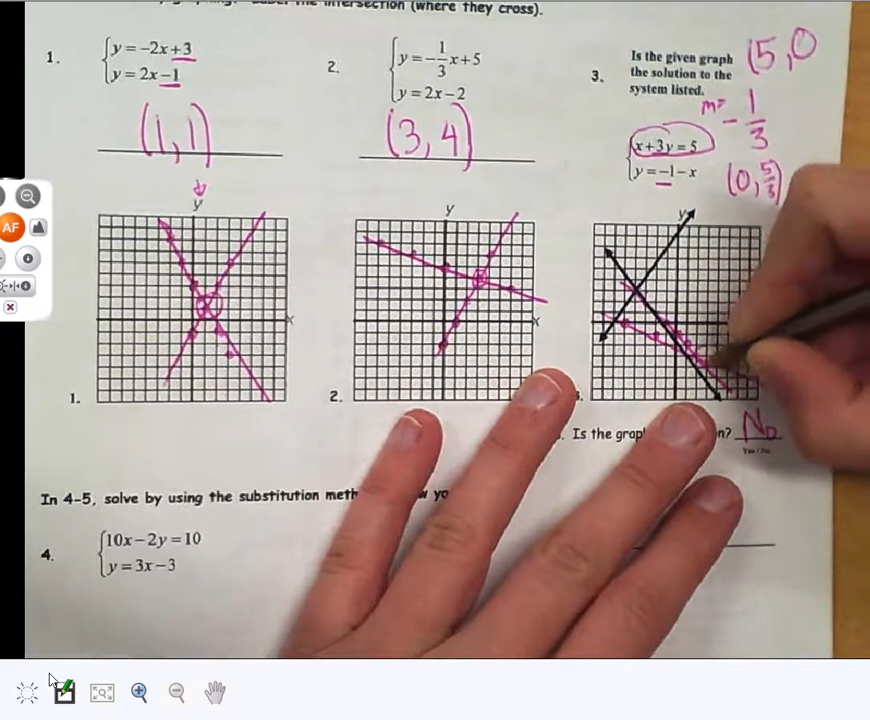 intersection (where they cross).
1.
y = -2x+3
y = 2x-1
(1,1)
2.
y = -1/3 x+5
y = 2x-2
(3,4)
3.
Is the given graph
the solution to the
system listed.
(5,0
m=
-1/3
x+3y=5
y=-1-x
(0,5/3)
y
x
y
x
y
1.
2.
Is the
No
Yes / No
In 4-5, solve by using the substitution
4.
10x-2y=10
y=3x-3
AF